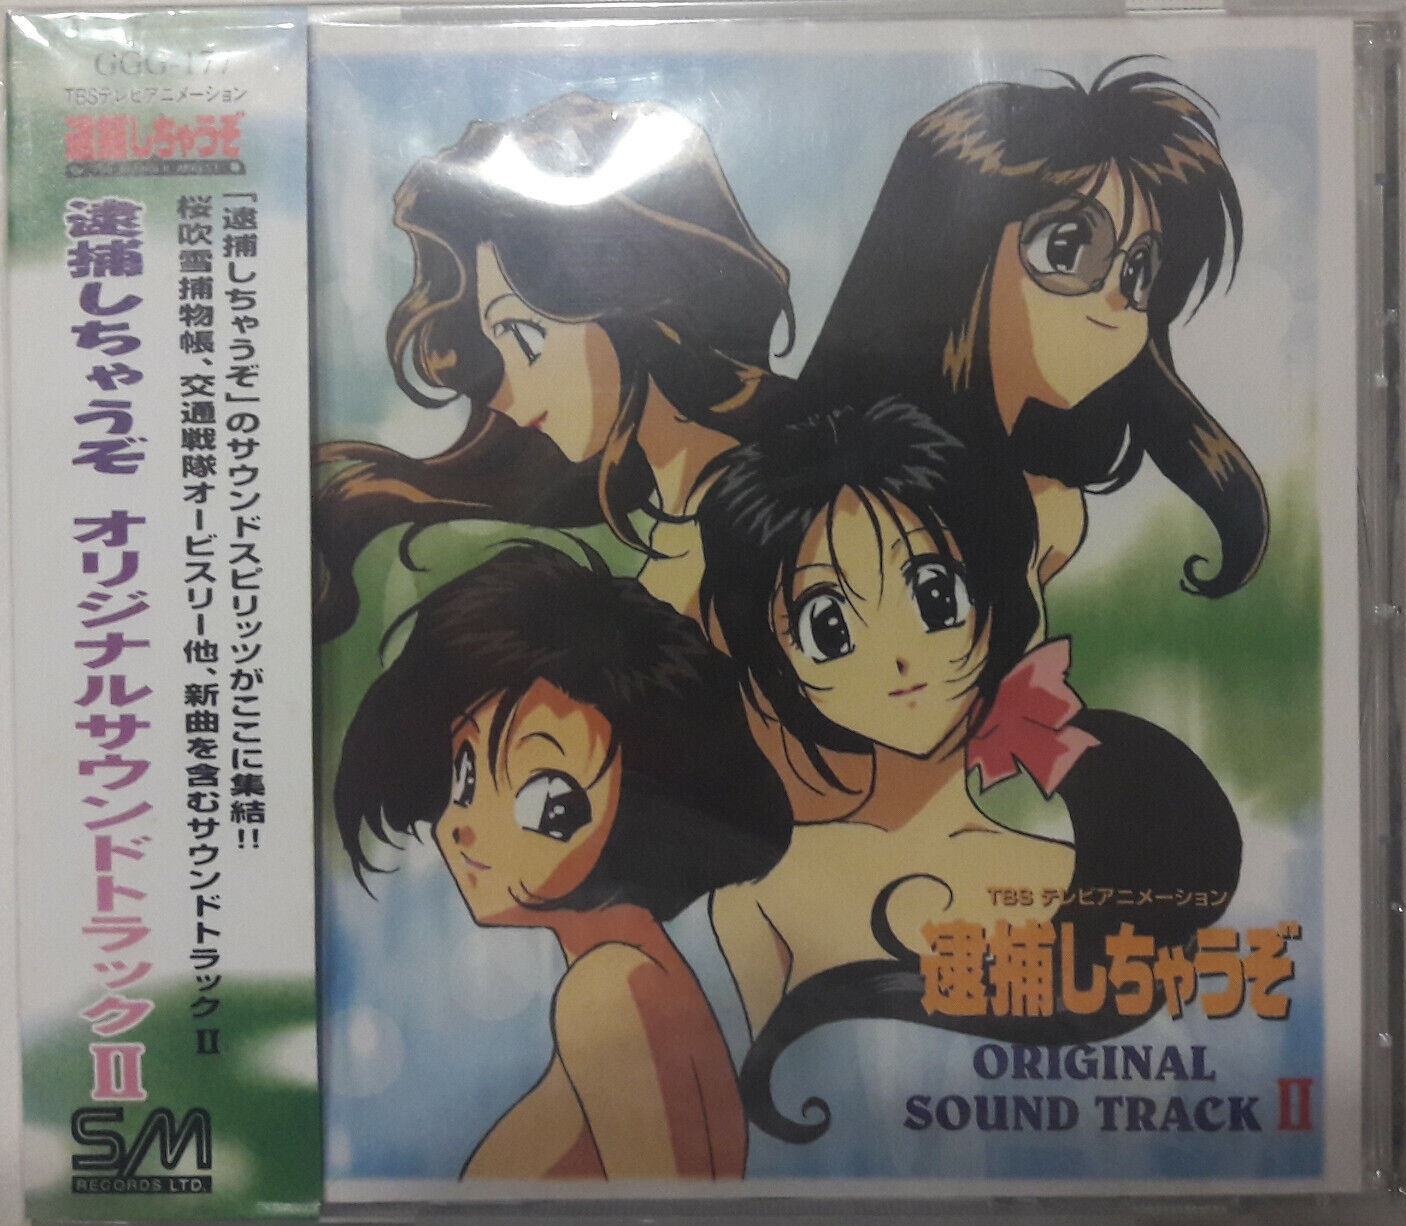 GGG-177
TBSテレビアニメーション
逮捕しちゃうぞ
『逮捕しちゃうぞ』のサウンドスピリッツがここに集結!!
桜吹雪捕物帳、交通戦隊オービスリー他、新曲を含むサウンドトラックⅡ
逮捕しちゃうぞ オリジナルサウンドトラックⅡ
SM
RECORDS LTD.
TBS テレビアニメーション
逮捕しちゃうぞ
ORIGINAL
SOUND TRACK Ⅱ